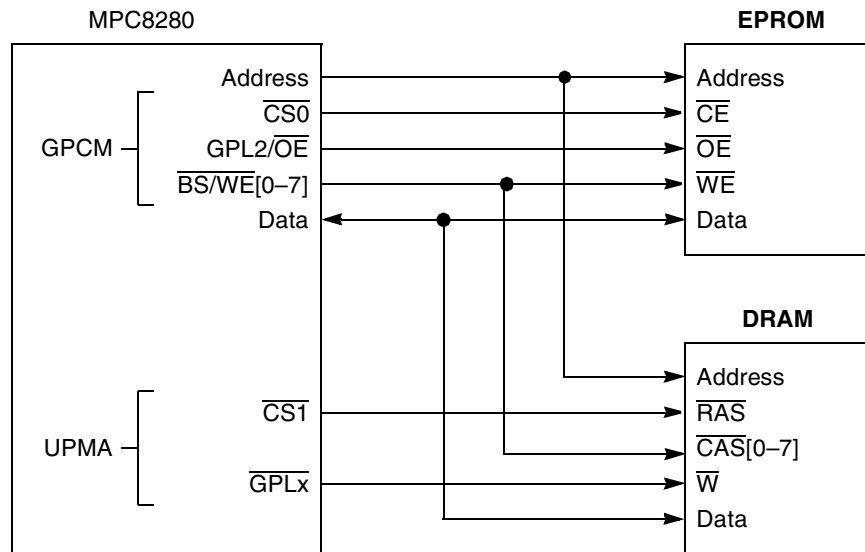 MPC8280
EPROM
Address
CS0
GPL2/OE
BS/WE[0–7]
Data
GPCM
Address
CE
OE
WE
Data
DRAM
CS1
GPLx
UPMA
Address
RAS
CAS[0–7]
W
Data